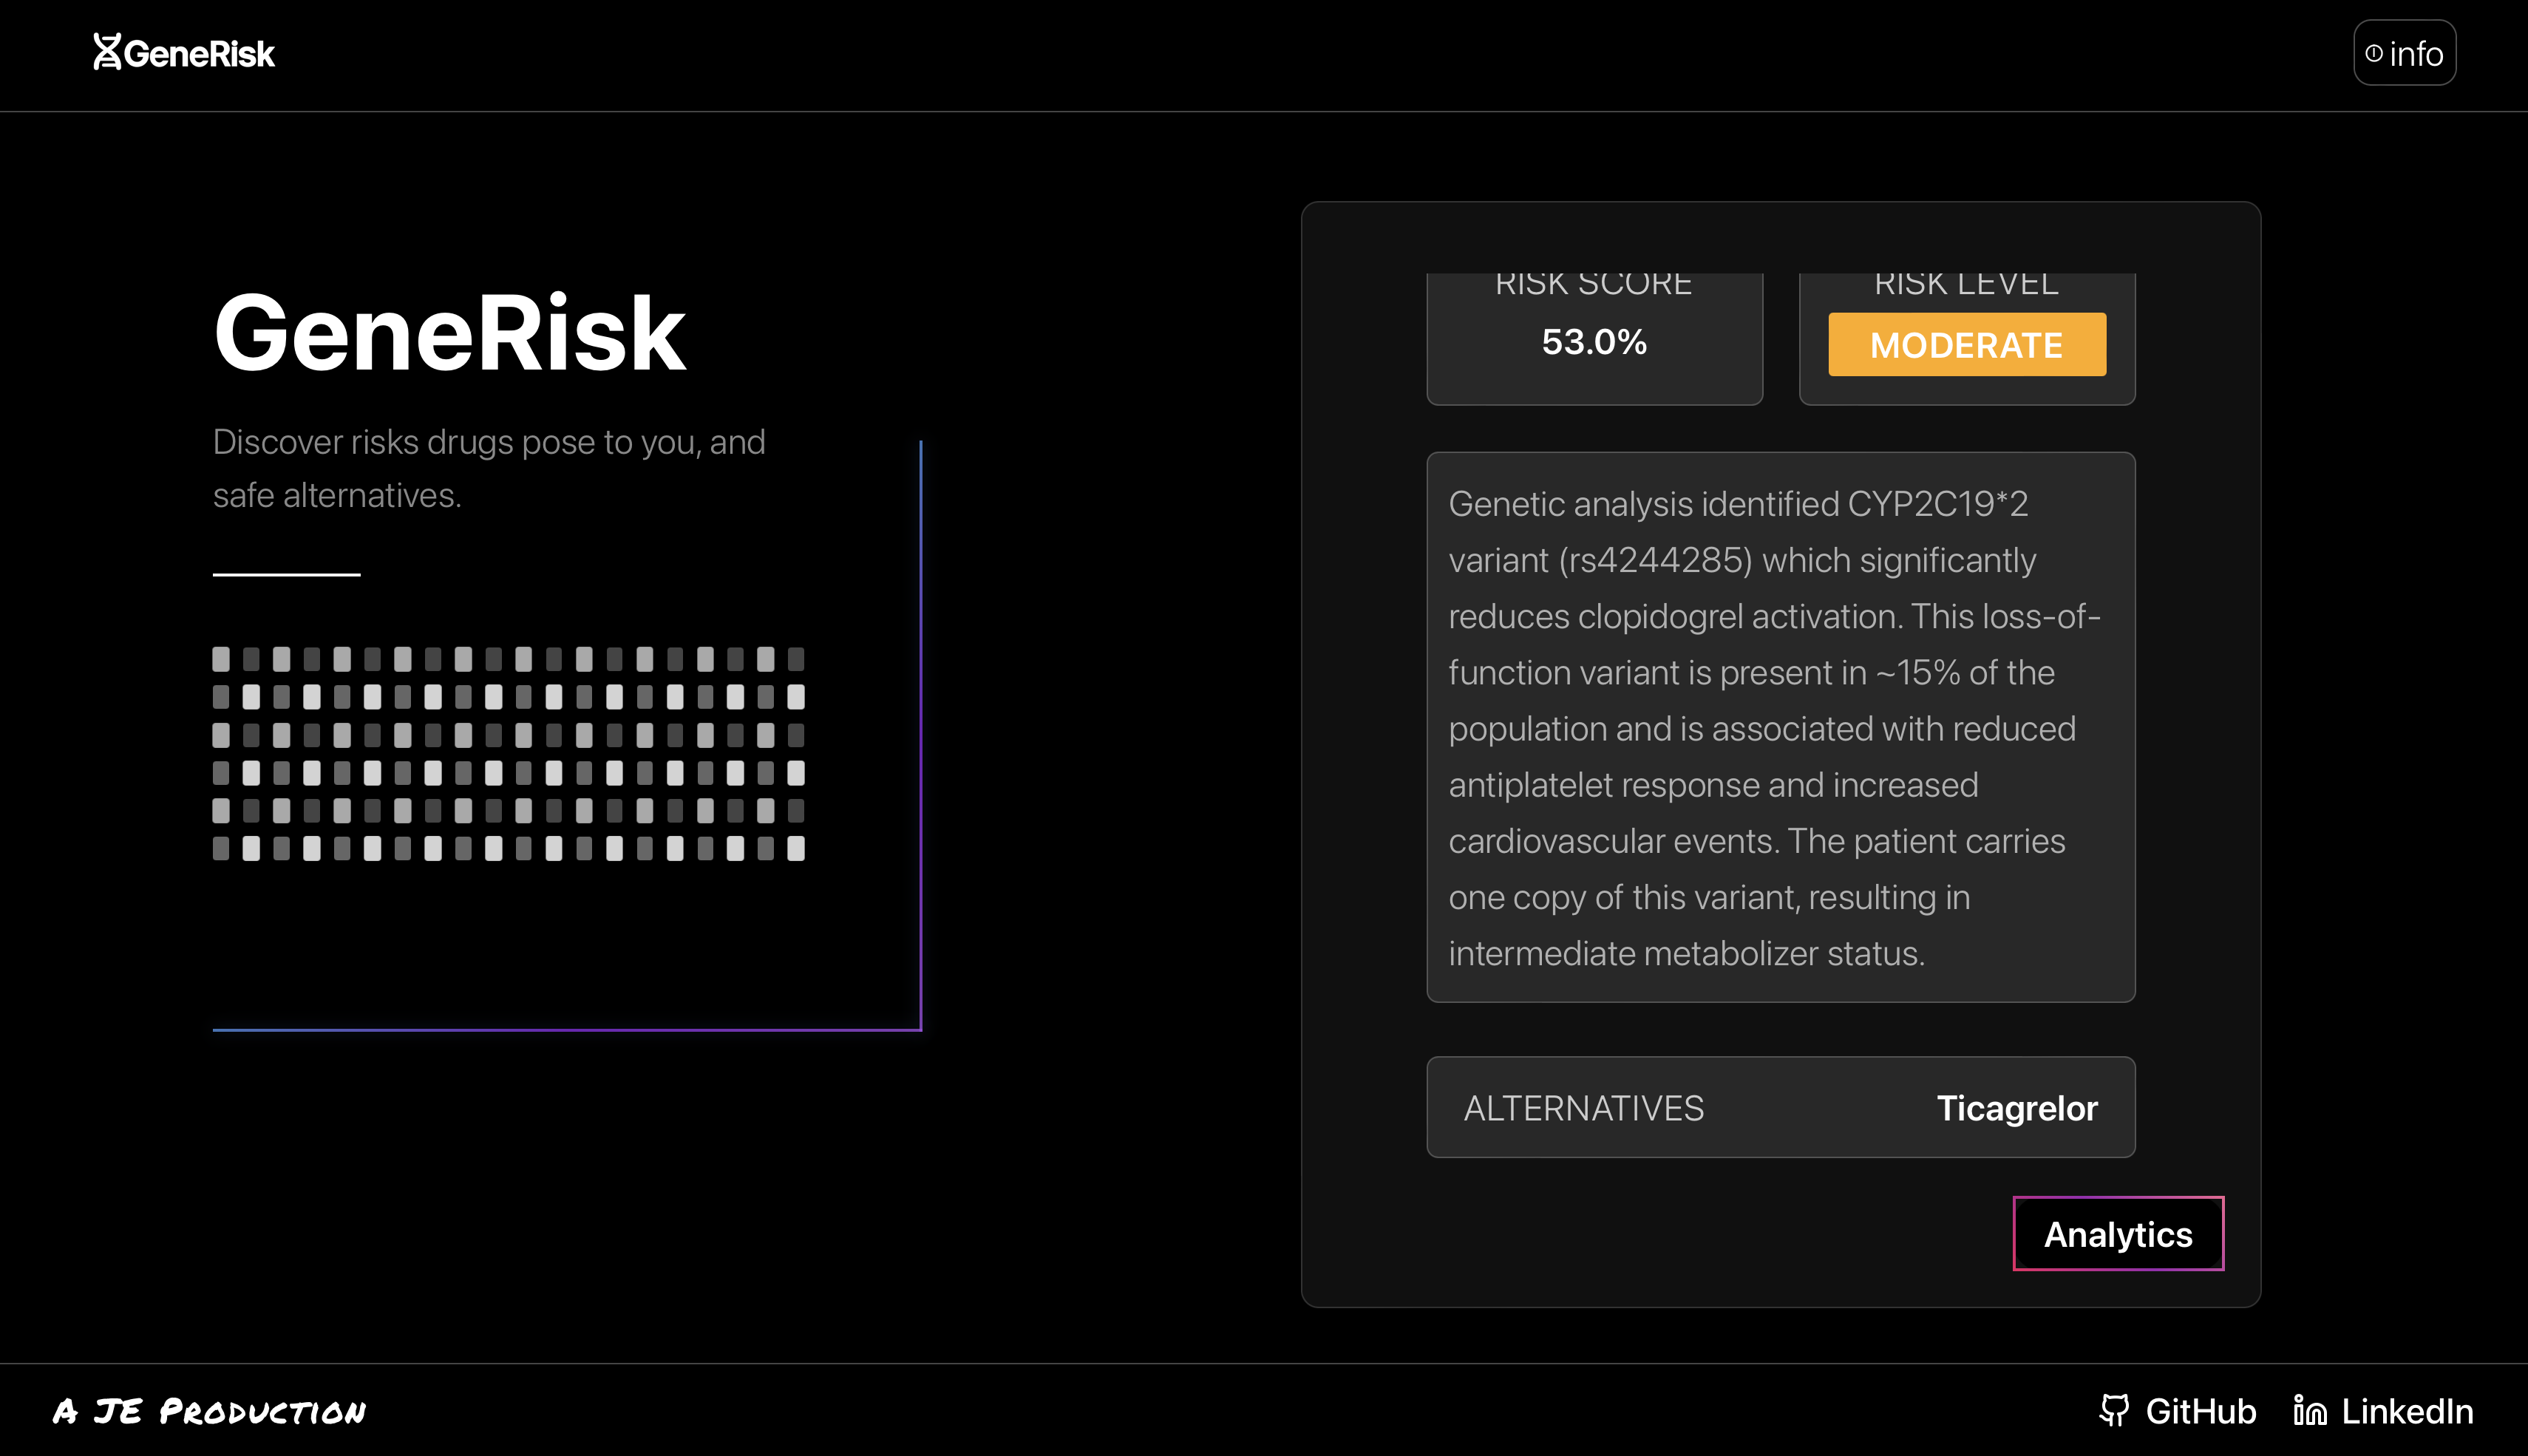 GeneRisk
info
GeneRisk
Discover risks drugs pose to you, and
safe alternatives.
RISK SCORE
53.0%
RISK LEVEL
MODERATE
Genetic analysis identified CYP2C19*2
variant (rs4244285) which significantly
reduces clopidogrel activation. This loss-of-
function variant is present in ~15% of the
population and is associated with reduced
antiplatelet response and increased
cardiovascular events. The patient carries
one copy of this variant, resulting in
intermediate metabolizer status.
ALTERNATIVES Ticagrelor
Analytics
A JE PRODUCTION
GitHub LinkedIn